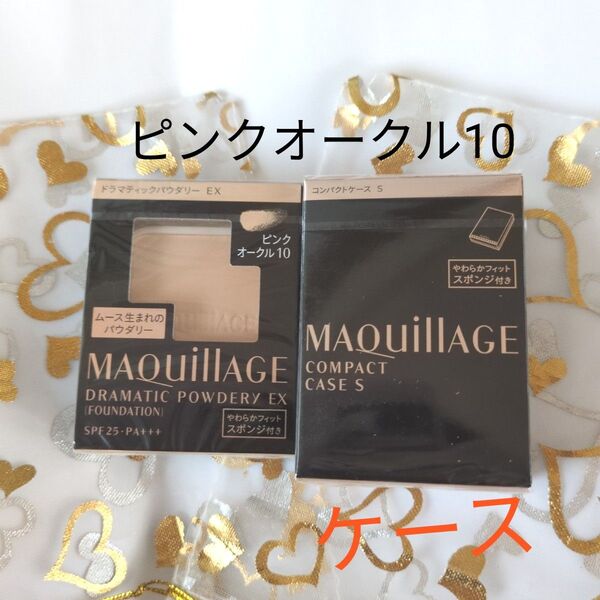 ピンクオークル10
ドラマティックパウダリー EX
ピンク
オークル10
ムース生まれの
パウダリー
MAQuillAGE
DRAMATIC POWDERY EX
[FOUNDATION]
SPF25・PA+++
やわらかフィット
スポンジ付き
コンパクトケース S
やわらかフィット
スポンジ付き
MAQuillAGE
COMPACT
CASE S
ケース